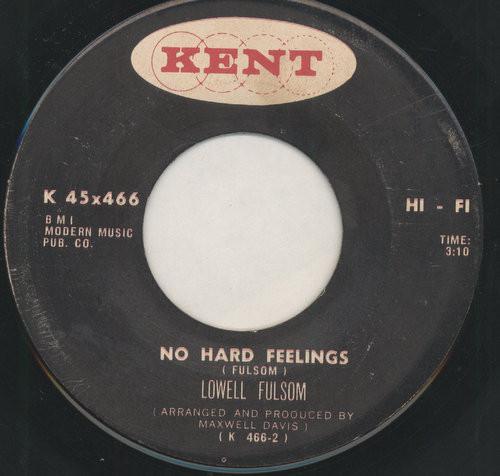 KENT
K 45x466
BMI
MODERN MUSIC
PUB. CO.
HI - FI
TIME:
3:10
NO HARD FEELINGS
( FULSOM )
LOWELL FULSOM
( ARRANGED AND PRODUCED BY
MAXWELL DAVIS )
( K 466-2 )